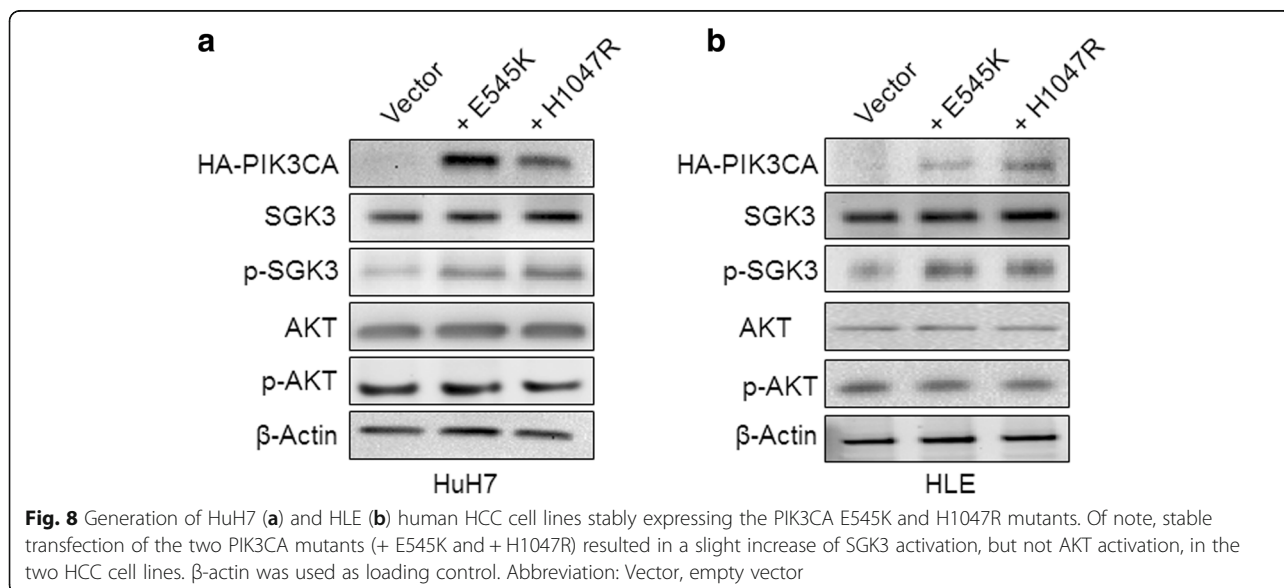 a
Vector
+ E545K
+ H1047R
HA-PIK3CA
SGK3
p-SGK3
AKT
p-AKT
β-Actin
HuH7
b
Vector
+ E545K
+ H1047R
HA-PIK3CA
SGK3
p-SGK3
AKT
p-AKT
β-Actin
HLE
Fig. 8 Generation of HuH7 (a) and HLE (b) human HCC cell lines stably expressing the PIK3CA E545K and H1047R mutants. Of note, stable
transfection of the two PIK3CA mutants (+ E545K and + H1047R) resulted in a slight increase of SGK3 activation, but not AKT activation, in the
two HCC cell lines. β-actin was used as loading control. Abbreviation: Vector, empty vector